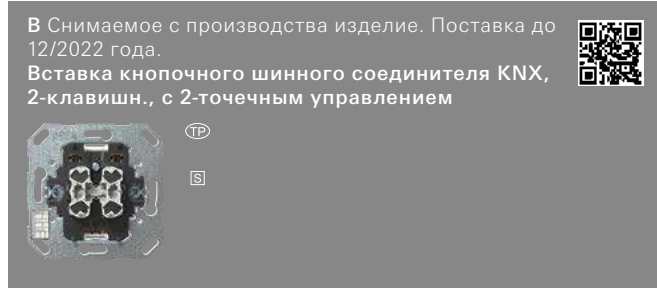 В Снимаемое с производства изделие. Поставка до
12/2022 года.
Вставка кнопочного шинного соединителя KNX,
2-клавишн., с 2-точечным управлением
TP
S